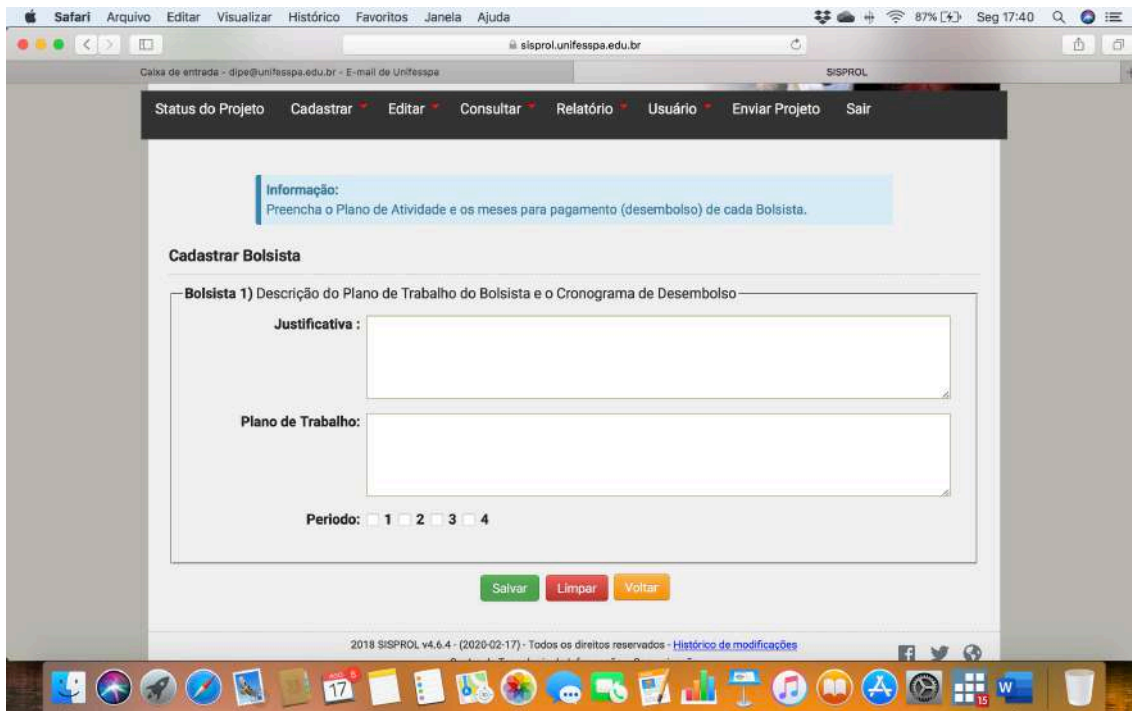 Safari Arquivo Editar Visualizar Histórico Favoritos Janela Ajuda 87% Seg 17:40
sisprol.unifesspa.edu.br
Caixa de entrada - dipe@unifesspa.edu.br - E-mail de Unifesspa SISPROL
Status do Projeto Cadastrar Editar Consultar Relatório Usuário Enviar Projeto Sair
Informação:
Preencha o Plano de Atividade e os meses para pagamento (desembolso) de cada Bolsista.
Cadastrar Bolsista
Bolsista 1) Descrição do Plano de Trabalho do Bolsista e o Cronograma de Desembolso
Justificativa :
Plano de Trabalho:
Periodo: 1 2 3 4
Salvar Limpar Voltar
2018 SISPROL v4.6.4 - (2020-02-17) - Todos os direitos reservados - Histórico de modificações
17
15
W